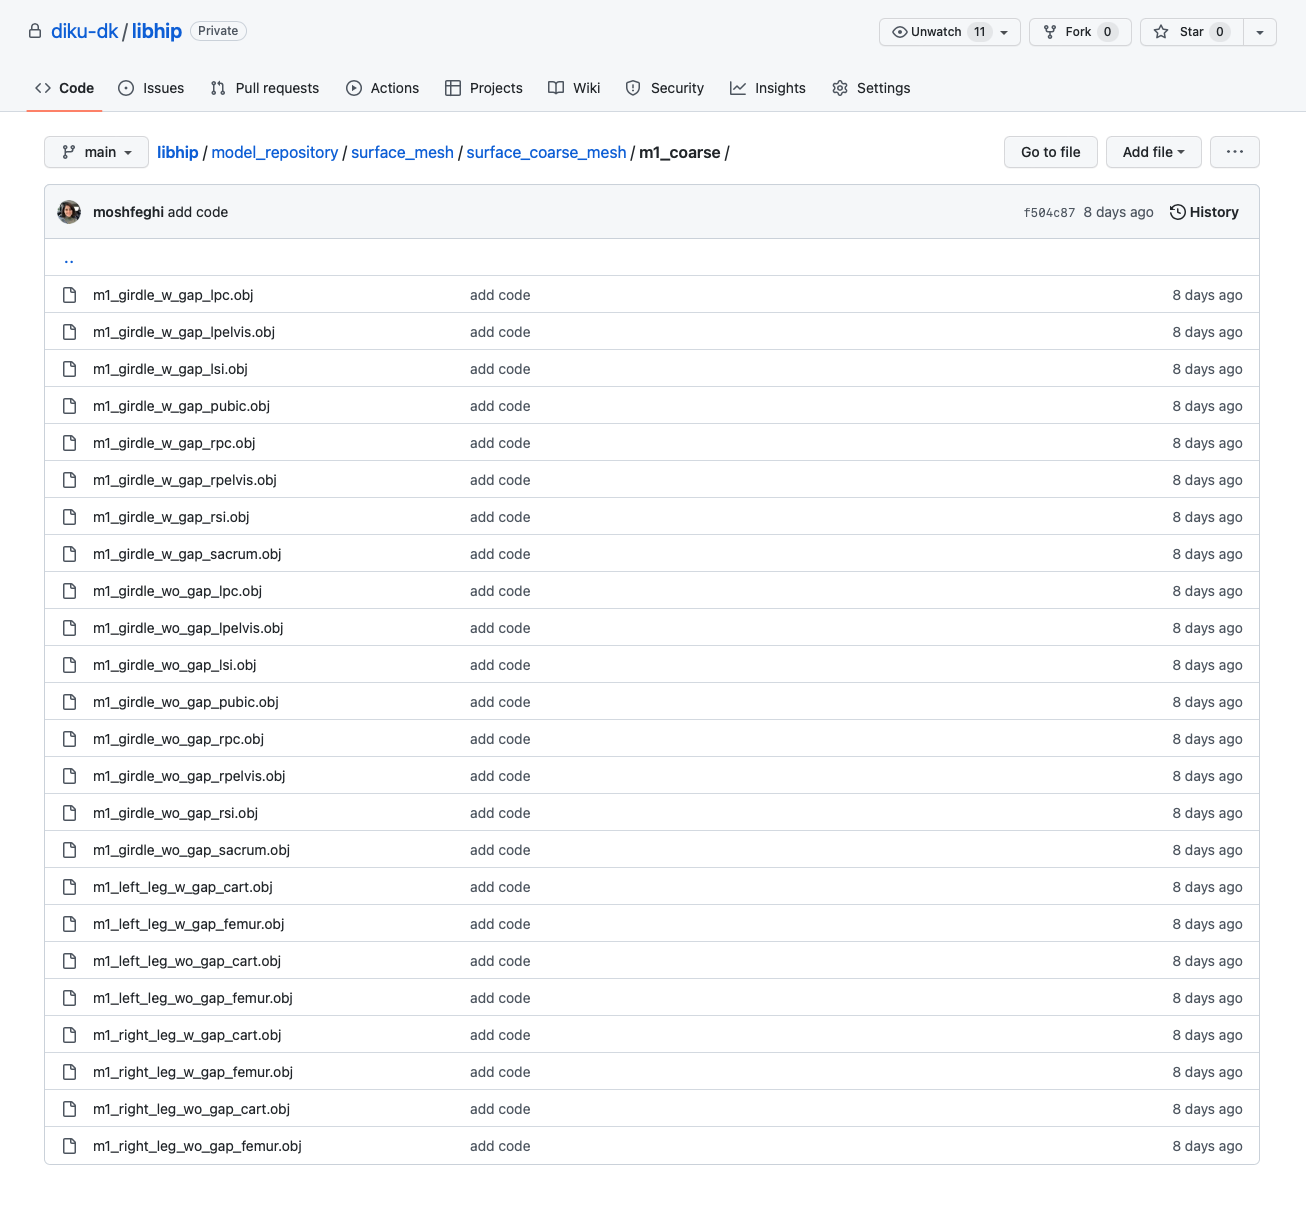 diku-dk / libhip Private Unwatch 11 Fork 0 Star 0
Code Issues Pull requests Actions Projects Wiki Security Insights Settings
main libhip / model_repository / surface_mesh / surface_coarse_mesh / m1_coarse / Go to file Add file ...
moshfeghi add code f504c87 8 days ago History
..
m1_girdle_w_gap_lpc.obj add code 8 days ago
m1_girdle_w_gap_lpelvis.obj add code 8 days ago
m1_girdle_w_gap_lsi.obj add code 8 days ago
m1_girdle_w_gap_pubic.obj add code 8 days ago
m1_girdle_w_gap_rpc.obj add code 8 days ago
m1_girdle_w_gap_rpelvis.obj add code 8 days ago
m1_girdle_w_gap_rsi.obj add code 8 days ago
m1_girdle_w_gap_sacrum.obj add code 8 days ago
m1_girdle_wo_gap_lpc.obj add code 8 days ago
m1_girdle_wo_gap_lpelvis.obj add code 8 days ago
m1_girdle_wo_gap_lsi.obj add code 8 days ago
m1_girdle_wo_gap_pubic.obj add code 8 days ago
m1_girdle_wo_gap_rpc.obj add code 8 days ago
m1_girdle_wo_gap_rpelvis.obj add code 8 days ago
m1_girdle_wo_gap_rsi.obj add code 8 days ago
m1_girdle_wo_gap_sacrum.obj add code 8 days ago
m1_left_leg_w_gap_cart.obj add code 8 days ago
m1_left_leg_w_gap_femur.obj add code 8 days ago
m1_left_leg_wo_gap_cart.obj add code 8 days ago
m1_left_leg_wo_gap_femur.obj add code 8 days ago
m1_right_leg_w_gap_cart.obj add code 8 days ago
m1_right_leg_w_gap_femur.obj add code 8 days ago
m1_right_leg_wo_gap_cart.obj add code 8 days ago
m1_right_leg_wo_gap_femur.obj add code 8 days ago